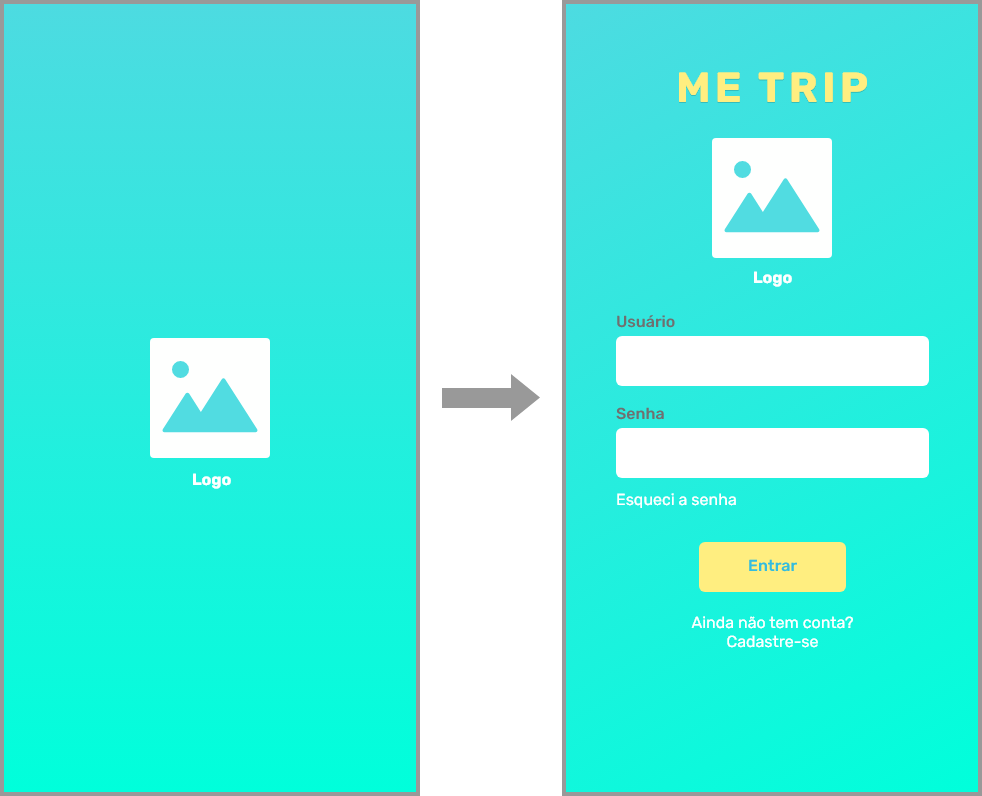 Logo
ME TRIP
Logo
Usuário
Senha
Esqueci a senha
Entrar
Ainda não tem conta?
Cadastre-se